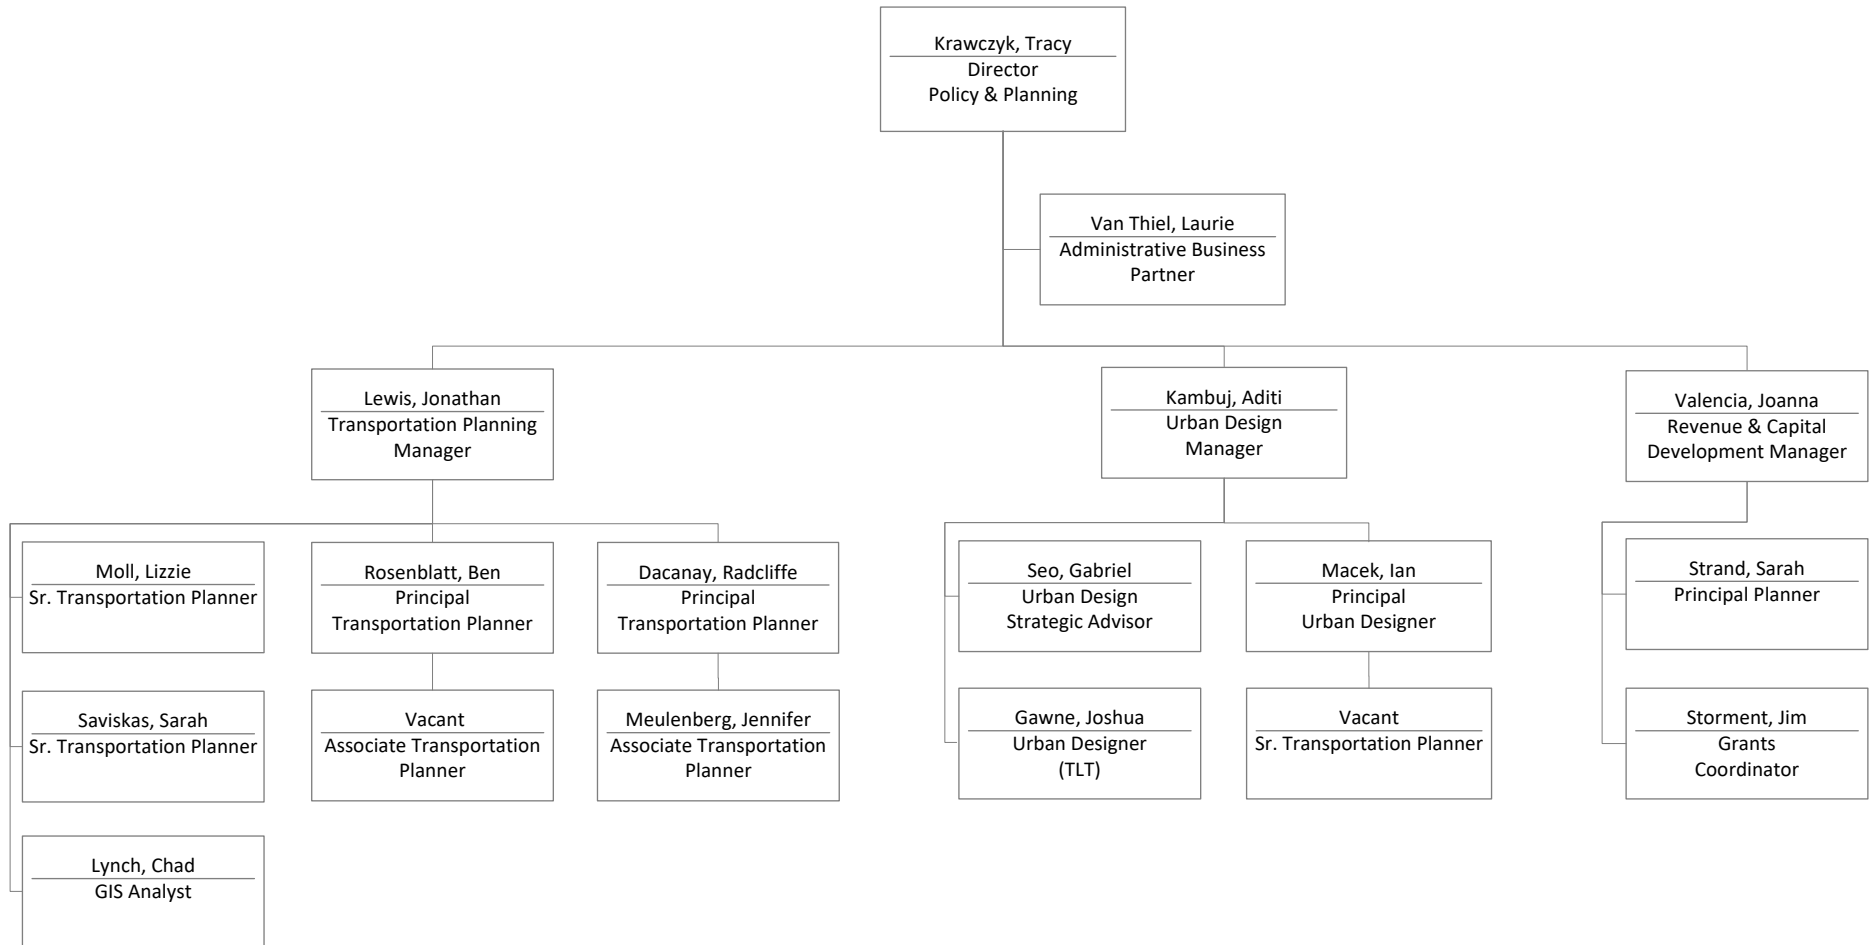 Krawczyk, Tracy
Director
Policy & Planning
Van Thiel, Laurie
Administrative Business
Partner
Lewis, Jonathan
Transportation Planning
Manager
Kambuj, Aditi
Urban Design
Manager
Valencia, Joanna
Revenue & Capital
Development Manager
Moll, Lizzie
Sr. Transportation Planner
Rosenblatt, Ben
Principal
Transportation Planner
Dacanay, Radcliffe
Principal
Transportation Planner
Seo, Gabriel
Urban Design
Strategic Advisor
Macek, Ian
Principal
Urban Designer
Strand, Sarah
Principal Planner
Saviskas, Sarah
Sr. Transportation Planner
Vacant
Associate Transportation
Planner
Meulenberg, Jennifer
Associate Transportation
Planner
Gawne, Joshua
Urban Designer
(TLT)
Vacant
Sr. Transportation Planner
Storment, Jim
Grants
Coordinator
Lynch, Chad
GIS Analyst